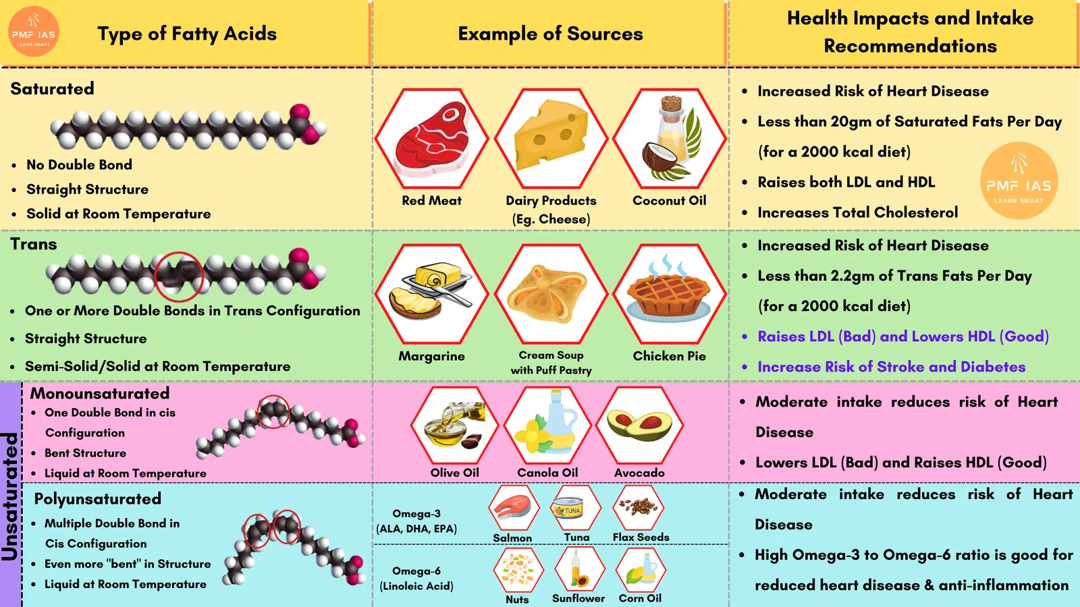 PMF IAS
LEARN SMART
Type of Fatty Acids
Example of Sources
Health Impacts and Intake
Recommendations
Saturated
• No Double Bond
• Straight Structure
• Solid at Room Temperature
Red Meat
Dairy Products
(Eg. Cheese)
Coconut Oil
• Increased Risk of Heart Disease
• Less than 20gm of Saturated Fats Per Day
(for a 2000 kcal diet)
• Raises both LDL and HDL
• Increases Total Cholesterol
PMF IAS
LEARN SMART
Trans
• One or More Double Bonds in Trans Configuration
• Straight Structure
• Semi-Solid/Solid at Room Temperature
Margarine
Cream Soup
with Puff Pastry
Chicken Pie
• Increased Risk of Heart Disease
• Less than 2.2gm of Trans Fats Per Day
(for a 2000 kcal diet)
• Raises LDL (Bad) and Lowers HDL (Good)
• Increase Risk of Stroke and Diabetes
Unsaturated
Monounsaturated
• One Double Bond in cis
Configuration
• Bent Structure
• Liquid at Room Temperature
Olive Oil
Canola Oil
Avocado
• Moderate intake reduces risk of Heart
Disease
• Lowers LDL (Bad) and Raises HDL (Good)
Polyunsaturated
• Multiple Double Bond in
Cis Configuration
• Even more "bent" in Structure
• Liquid at Room Temperature
Omega-3
(ALA, DHA, EPA)
Salmon
TUNA
Tuna
Flax Seeds
Omega-6
(Linoleic Acid)
Nuts
Sunflower
Corn Oil
• Moderate intake reduces risk of Heart
Disease
• High Omega-3 to Omega-6 ratio is good for
reduced heart disease & anti-inflammation